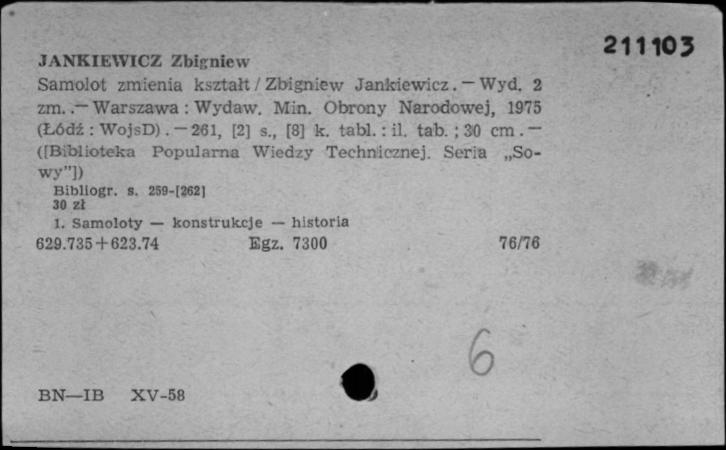 211103
JANKIEWICZ Zbigniew
Samolot zmienia kształt / Zbigniew Jankiewicz. — Wyd. 2
zm. .— Warszawa : Wydaw. Min. Obrony Narodowej, 1975
(Łódź : WojsD) . — 261, [2] s., [8] k. tabl. : il. tab. ; 30 cm . —
([Biblioteka Popularna Wiedzy Technicznej. Seria „So-
wy”])
Bibliogr. s. 259-[262]
30 zł
1. Samoloty — konstrukcje — historia
629.735+623.74 Egz. 7300 76/76
6
BN—IB XV-58